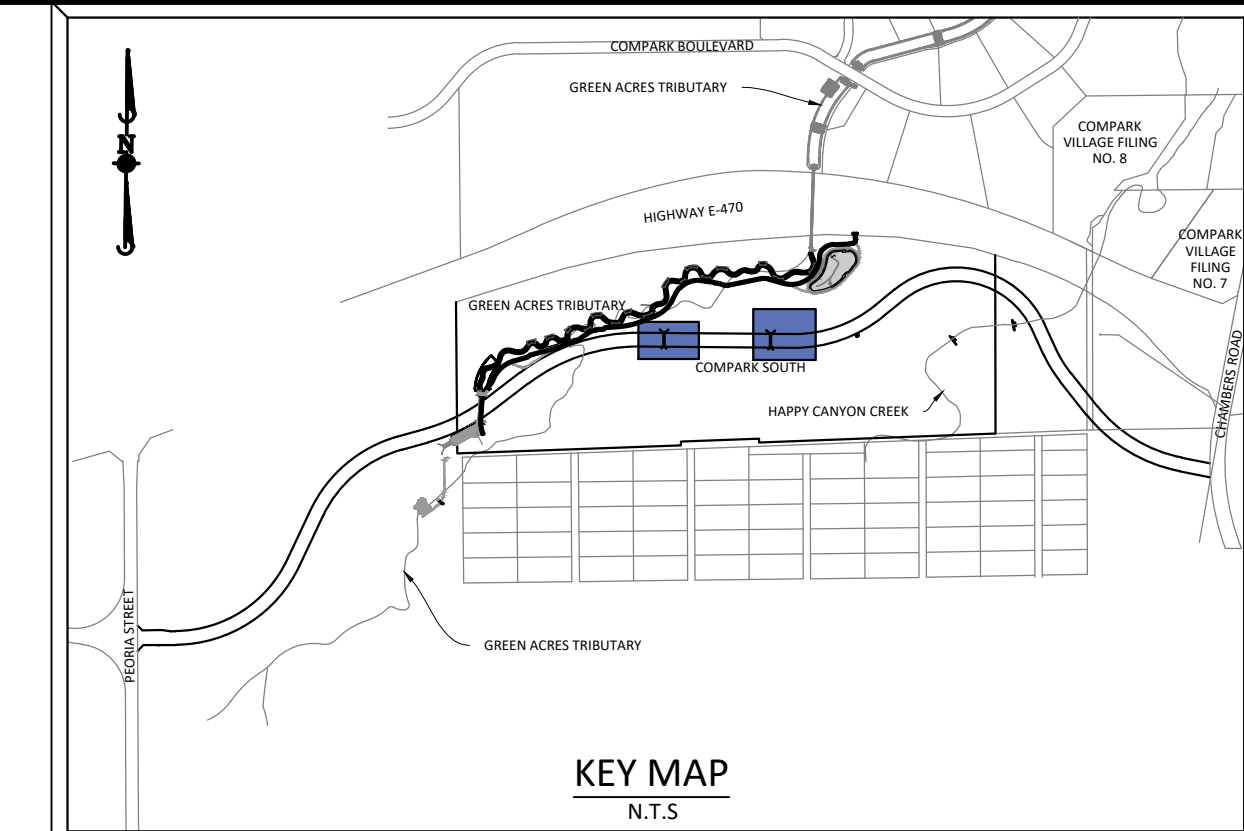 COMPARK BOULEVARD
GREEN ACRES TRIBUTARY
COMPARK
VILLAGE FILING
NO. 8
N
HIGHWAY E-470
COMPARK
VILLAGE
FILING
NO. 7
GREEN ACRES TRIBUTARY
COMPARK SOUTH
HAPPY CANYON CREEK
CHAMBERS ROAD
PEORIA STREET
GREEN ACRES TRIBUTARY
KEY MAP
N.T.S